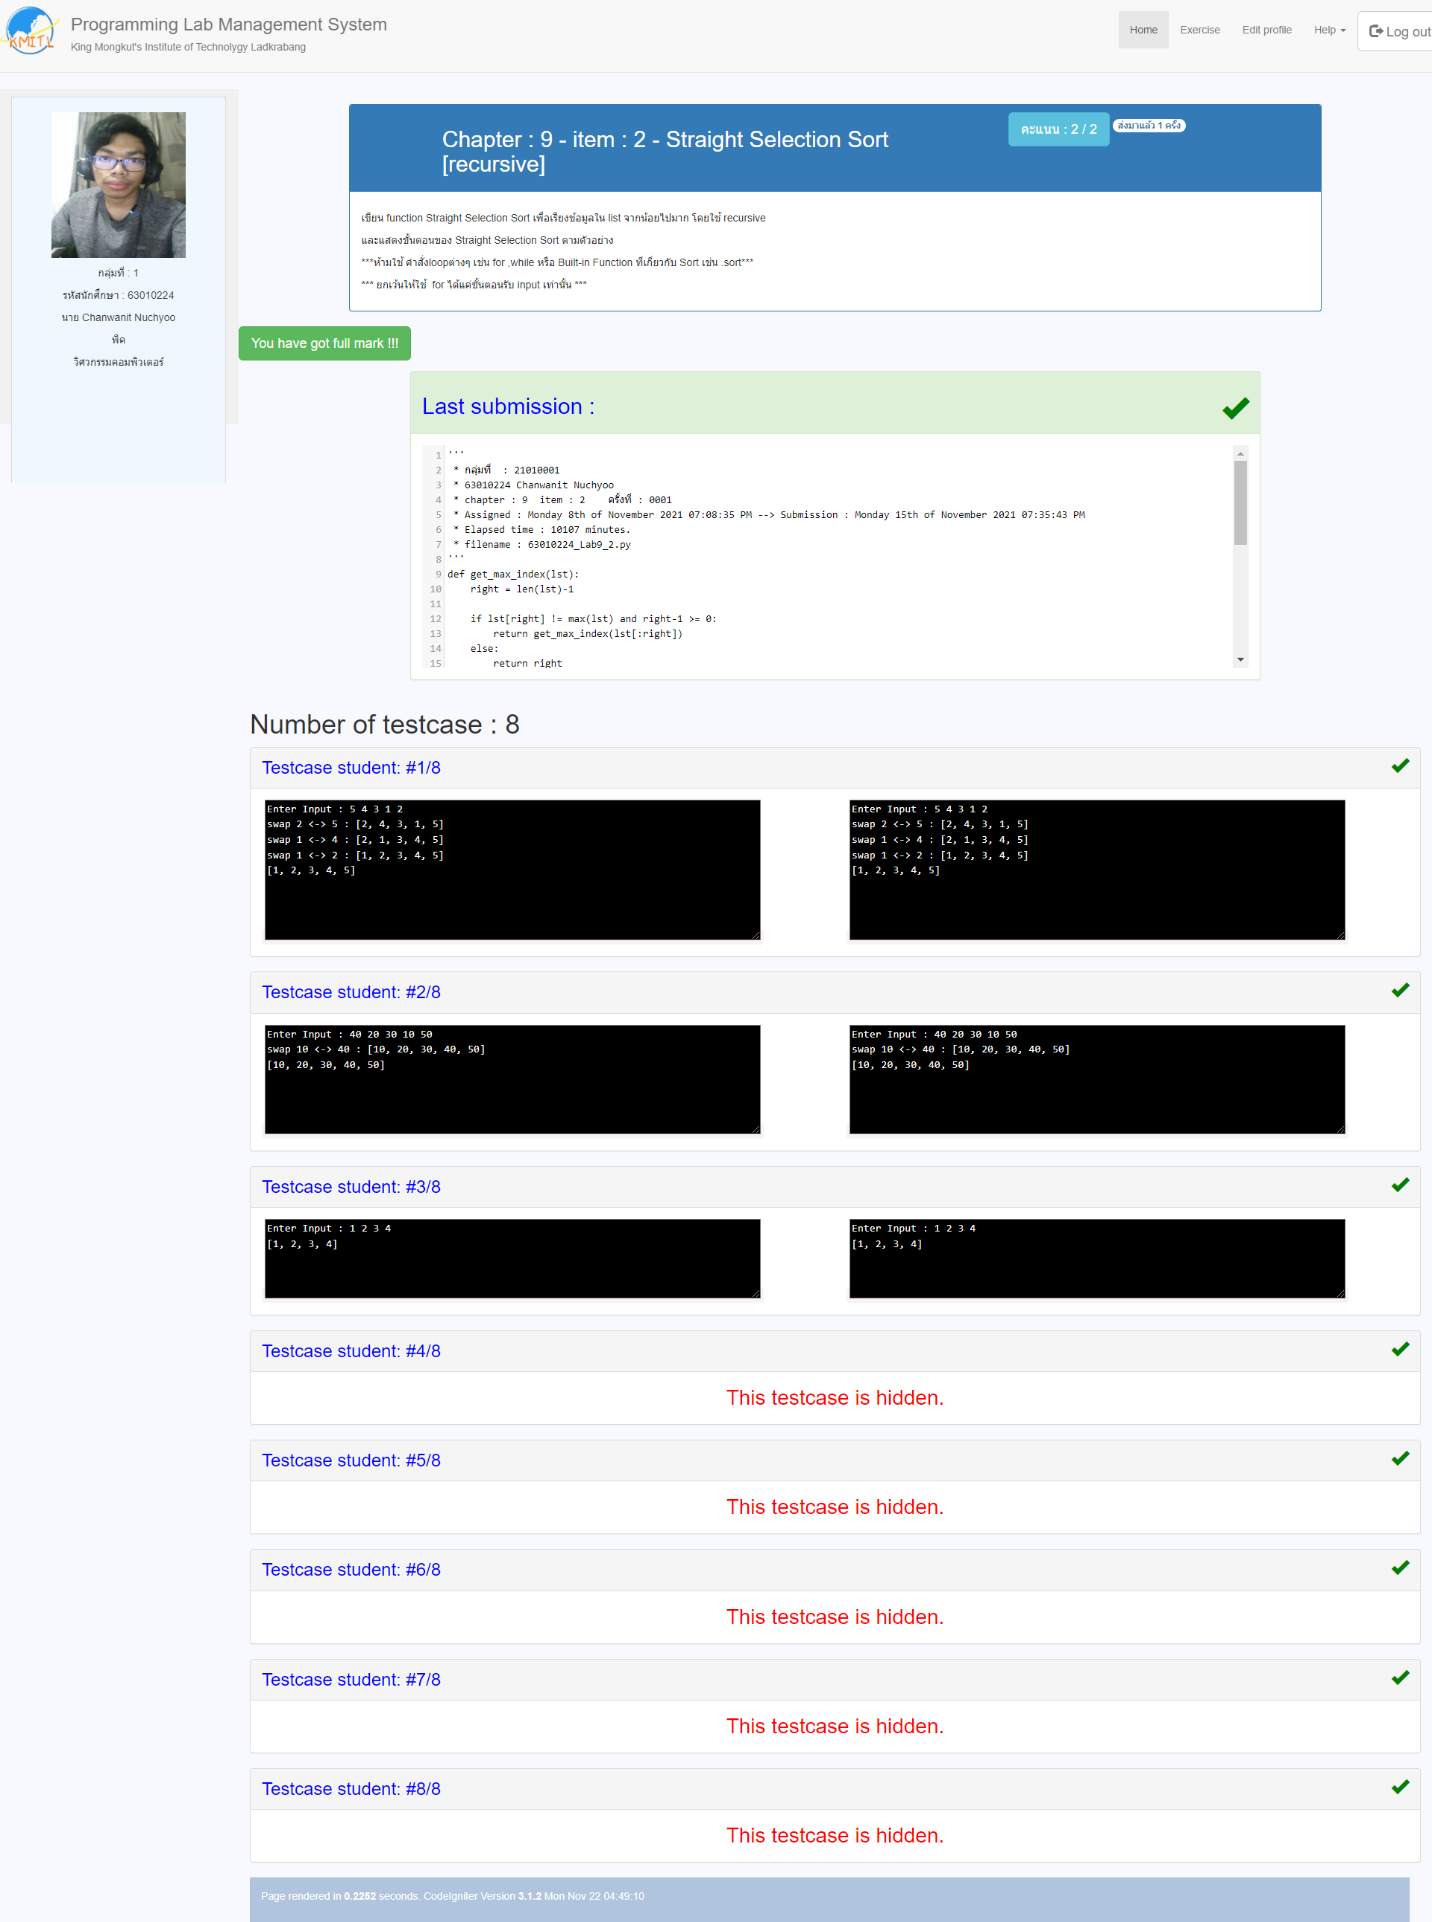 KMITL
Programming Lab Management System
King Mongkut's Institute of Technolygy Ladkrabang
Home
Exercise
Edit profile
Help
Log out
กลุ่มที่ : 1
รหัสนักศึกษา : 63010224
นาย Chanwanit Nuchyoo
พีค
วิศวกรรมคอมพิวเตอร์
Chapter : 9 - item : 2 - Straight Selection Sort
[recursive]
คะแนน : 2 / 2
ส่งมาแล้ว 1 ครั้ง
เขียน function Straight Selection Sort เพื่อเรียงข้อมูลใน list จากน้อยไปมาก โดยใช้ recursive
และแสดงขั้นตอนของ Straight Selection Sort ตามตัวอย่าง
***ห้ามใช้ คำสั่งloopต่างๆ เช่น for ,while หรือ Built-in Function ที่เกี่ยวกับ Sort เช่น .sort***
*** ยกเว้นให้ใช้ for ได้แค่ขั้นตอนรับ input เท่านั้น ***
You have got full mark !!!
Last submission :
1 '''
2 * กลุ่มที่ : 21010001
3 * 63010224 Chanwanit Nuchyoo
4 * chapter : 9 item : 2 ครั้งที่ : 0001
5 * Assigned : Monday 8th of November 2021 07:08:35 PM --> Submission : Monday 15th of November 2021 07:35:43 PM
6 * Elapsed time : 10107 minutes.
7 * filename : 63010224_Lab9_2.py
8 '''
9 def get_max_index(lst):
10 right = len(lst)-1
11
12 if lst[right] != max(lst) and right-1 >= 0:
13 return get_max_index(lst[:right])
14 else:
15 return right
Number of testcase : 8
Testcase student: #1/8
Enter Input : 5 4 3 1 2
swap 2 <-> 5 : [2, 4, 3, 1, 5]
swap 1 <-> 4 : [2, 1, 3, 4, 5]
swap 1 <-> 2 : [1, 2, 3, 4, 5]
[1, 2, 3, 4, 5]
Enter Input : 5 4 3 1 2
swap 2 <-> 5 : [2, 4, 3, 1, 5]
swap 1 <-> 4 : [2, 1, 3, 4, 5]
swap 1 <-> 2 : [1, 2, 3, 4, 5]
[1, 2, 3, 4, 5]
Testcase student: #2/8
Enter Input : 40 20 30 10 50
swap 10 <-> 40 : [10, 20, 30, 40, 50]
[10, 20, 30, 40, 50]
Enter Input : 40 20 30 10 50
swap 10 <-> 40 : [10, 20, 30, 40, 50]
[10, 20, 30, 40, 50]
Testcase student: #3/8
Enter Input : 1 2 3 4
[1, 2, 3, 4]
Enter Input : 1 2 3 4
[1, 2, 3, 4]
Testcase student: #4/8
This testcase is hidden.
Testcase student: #5/8
This testcase is hidden.
Testcase student: #6/8
This testcase is hidden.
Testcase student: #7/8
This testcase is hidden.
Testcase student: #8/8
This testcase is hidden.
Page rendered in 0.2252 seconds. CodeIgniter Version 3.1.2 Mon Nov 22 04:49:10